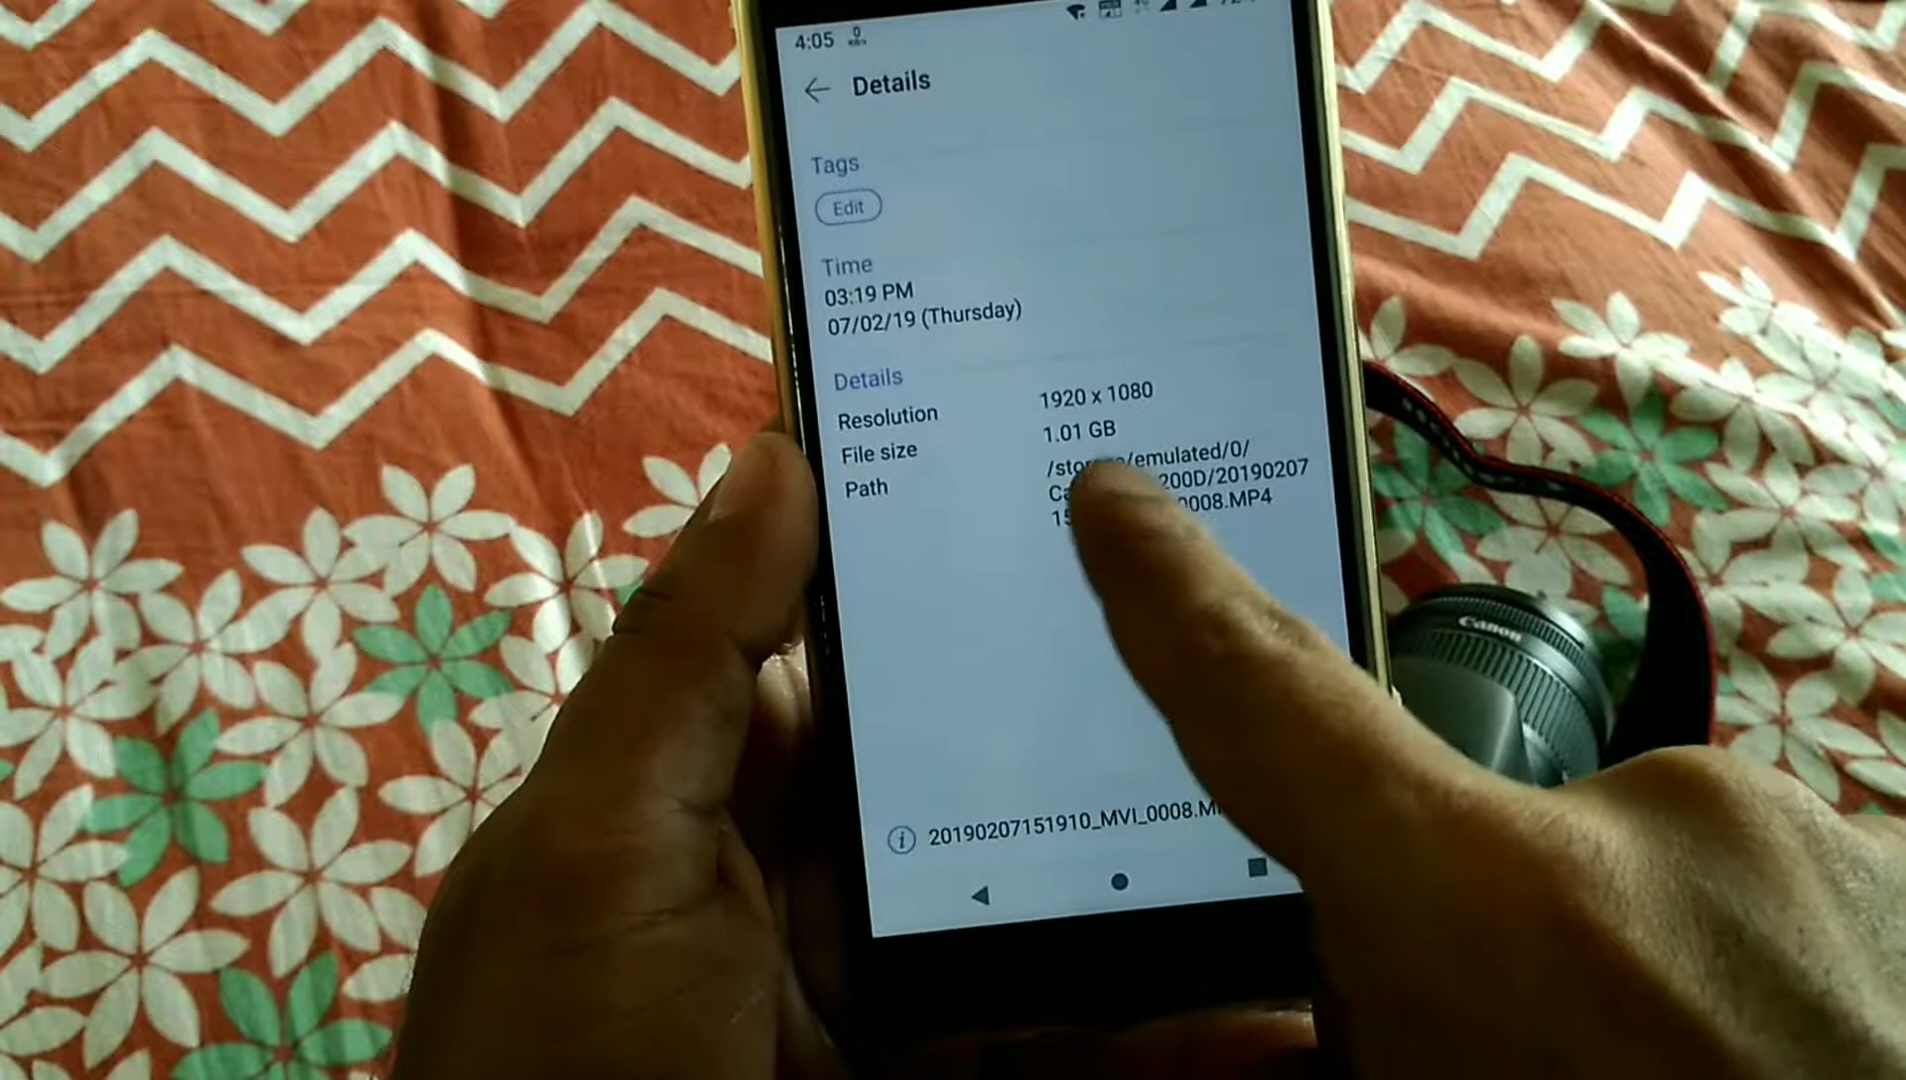 4:05
Details
Tags
Edit
Time
03:19 PM
07/02/19 (Thursday)
Details
Resolution 1920 x 1080
File size 1.01 GB
Path /emulated/0/
200D/20190207
0008.MP4
20190207151910_MVI_0008.M
Canon